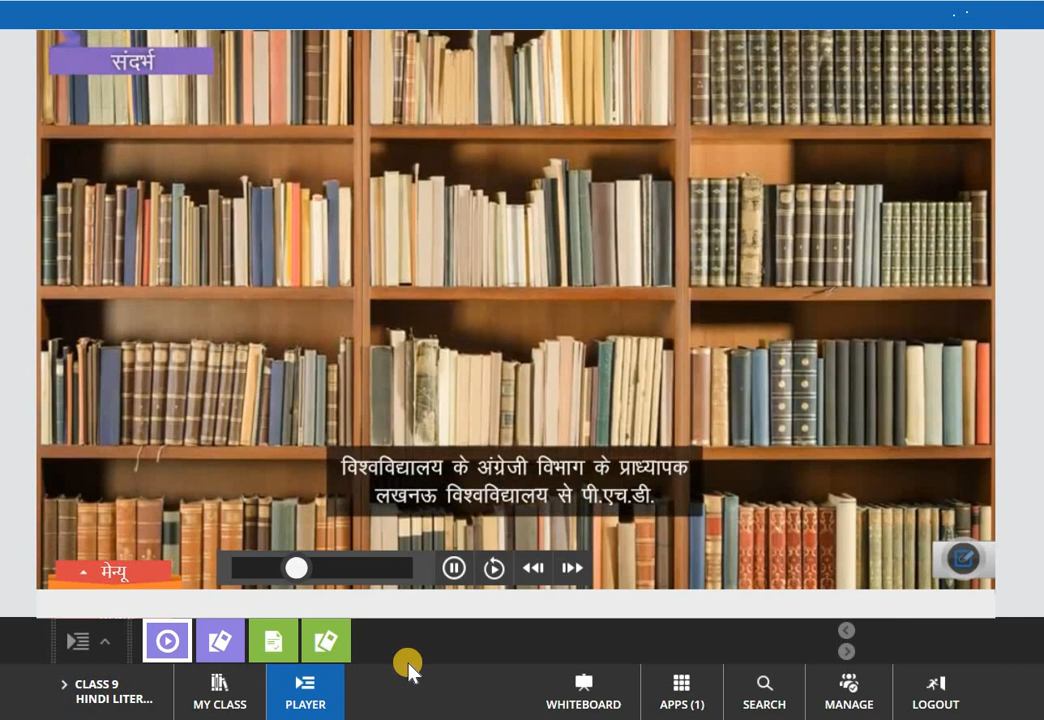 संदर्भ
विश्वविद्यालय के अंग्रेजी विभाग के प्राध्यापक
लखनऊ विश्वविद्यालय से पी.एच.डी.
मेन्यू
CLASS 9
HINDI LITER...
MY CLASS
PLAYER
WHITEBOARD
APPS (1)
SEARCH
MANAGE
LOGOUT